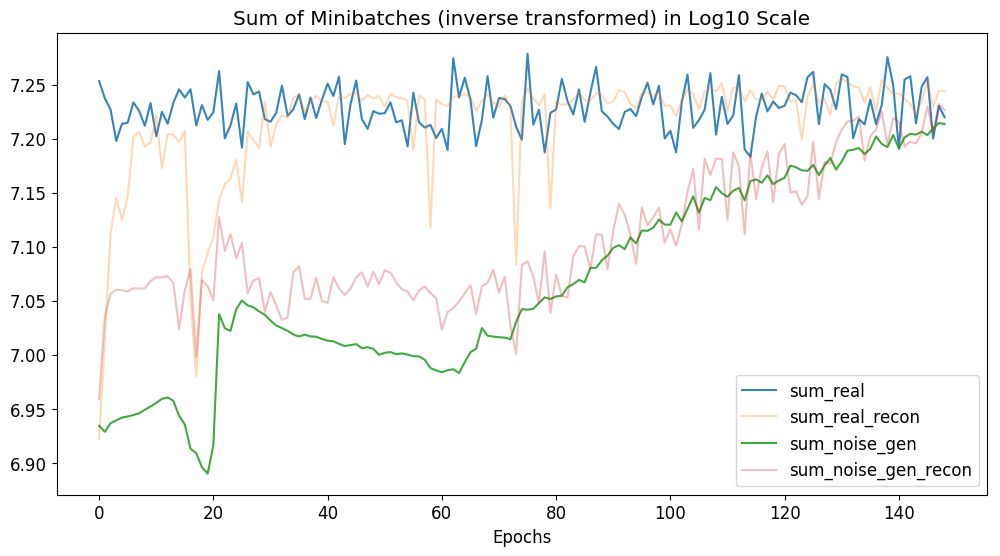 Sum of Minibatches (inverse transformed) in Log10 Scale
7.25
7.20
7.15
7.10
7.05
7.00
6.95
6.90
sum_real
sum_real_recon
sum_noise_gen
sum_noise_gen_recon
0 20 40 60 80 100 120 140
Epochs